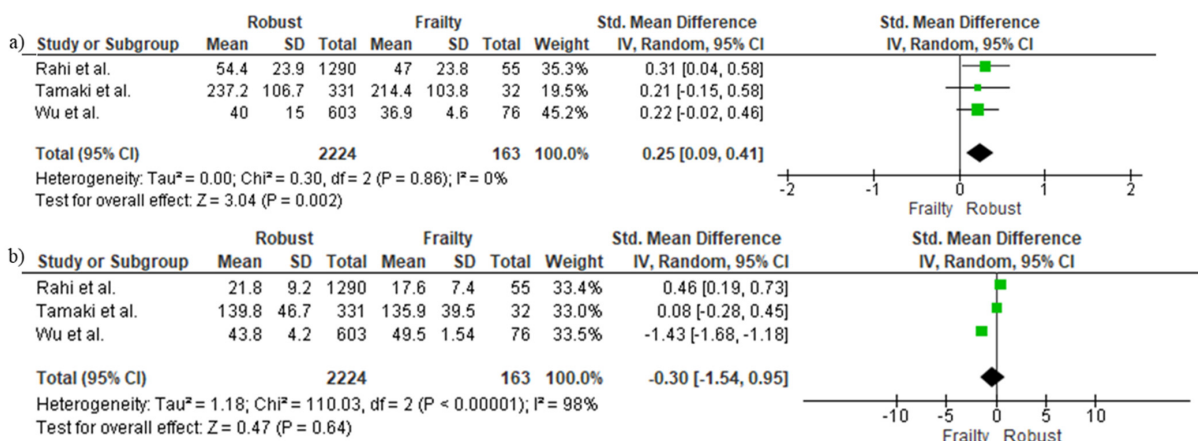 Robust Frailty Std. Mean Difference Std. Mean Difference
a) Study or Subgroup Mean SD Total Mean SD Total Weight IV, Random, 95% CI IV, Random, 95% CI
Rahi et al. 54.4 23.9 1290 47 23.8 55 35.3% 0.31 [0.04, 0.58]
Tamaki et al. 237.2 106.7 331 214.4 103.8 32 19.5% 0.21 [-0.15, 0.58]
Wu et al. 40 15 603 36.9 4.6 76 45.2% 0.22 [-0.02, 0.46]
Total (95% CI) 2224 163 100.0% 0.25 [0.09, 0.41]
Heterogeneity: Tau² = 0.00; Chi² = 0.30, df = 2 (P = 0.86); I² = 0%
Test for overall effect: Z = 3.04 (P = 0.002)
-2 -1 0 1 2
Frailty Robust
Robust Frailty Std. Mean Difference Std. Mean Difference
b) Study or Subgroup Mean SD Total Mean SD Total Weight IV, Random, 95% CI IV, Random, 95% CI
Rahi et al. 21.8 9.2 1290 17.6 7.4 55 33.4% 0.46 [0.19, 0.73]
Tamaki et al. 139.8 46.7 331 135.9 39.5 32 33.0% 0.08 [-0.28, 0.45]
Wu et al. 43.8 4.2 603 49.5 1.54 76 33.5% -1.43 [-1.68, -1.18]
Total (95% CI) 2224 163 100.0% -0.30 [-1.54, 0.95]
Heterogeneity: Tau² = 1.18; Chi² = 110.03, df = 2 (P < 0.00001); I² = 98%
Test for overall effect: Z = 0.47 (P = 0.64)
-10 -5 0 5 10
Frailty Robust